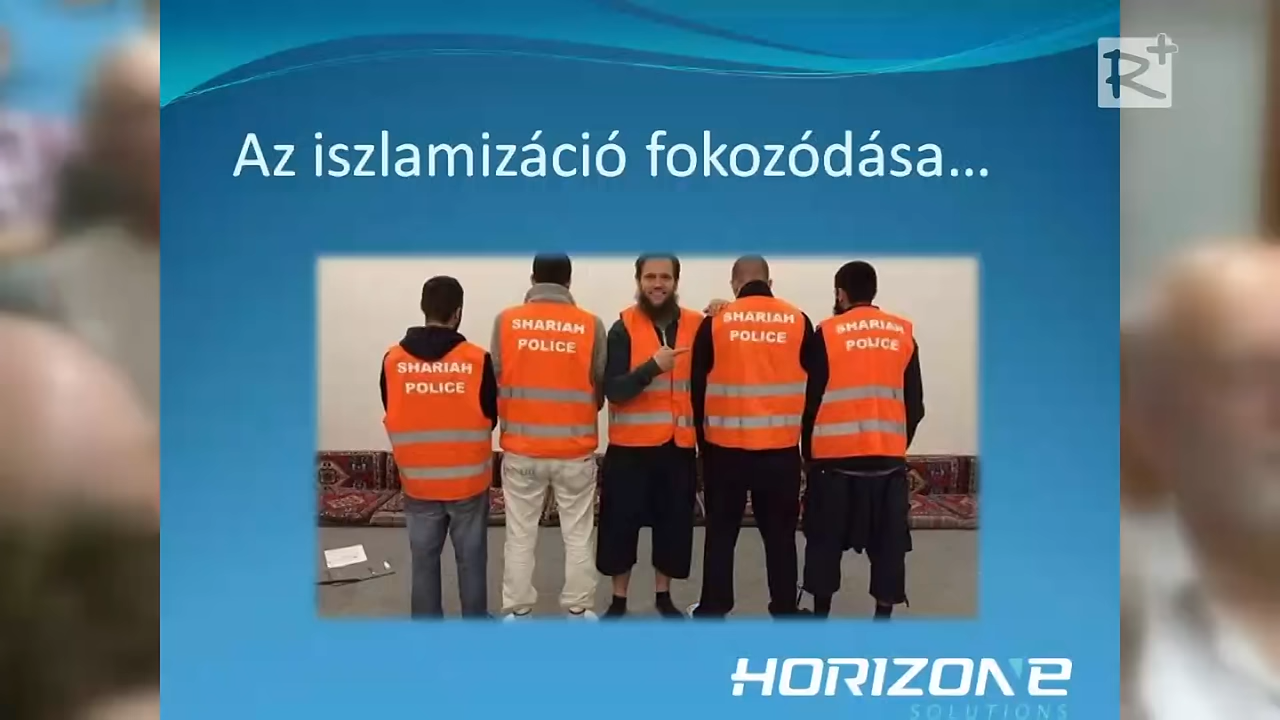 R+
Az iszlamizáció fokozódása...
SHARIAH
POLICE
SHARIAH
POLICE
SHARIAH
POLICE
SHARIAH
POLICE
HORIZONE
SOLUTIONS